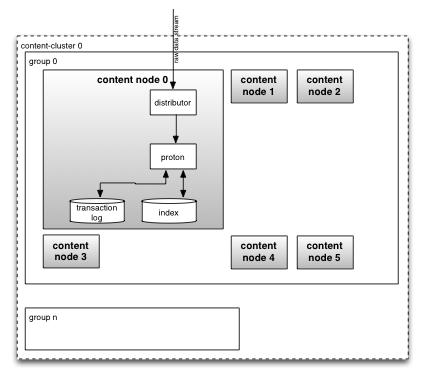 raw data stream
content-cluster 0
group 0
content node 0
distributor
proton
transaction
log
index
content
node 1
content
node 2
content
node 3
content
node 4
content
node 5
group n